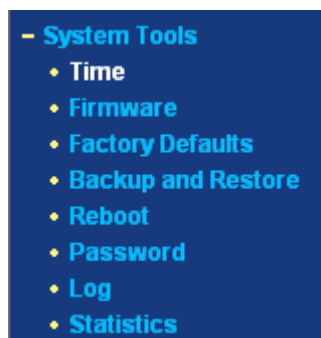 – System Tools
• Time
• Firmware
• Factory Defaults
• Backup and Restore
• Reboot
• Password
• Log
• Statistics